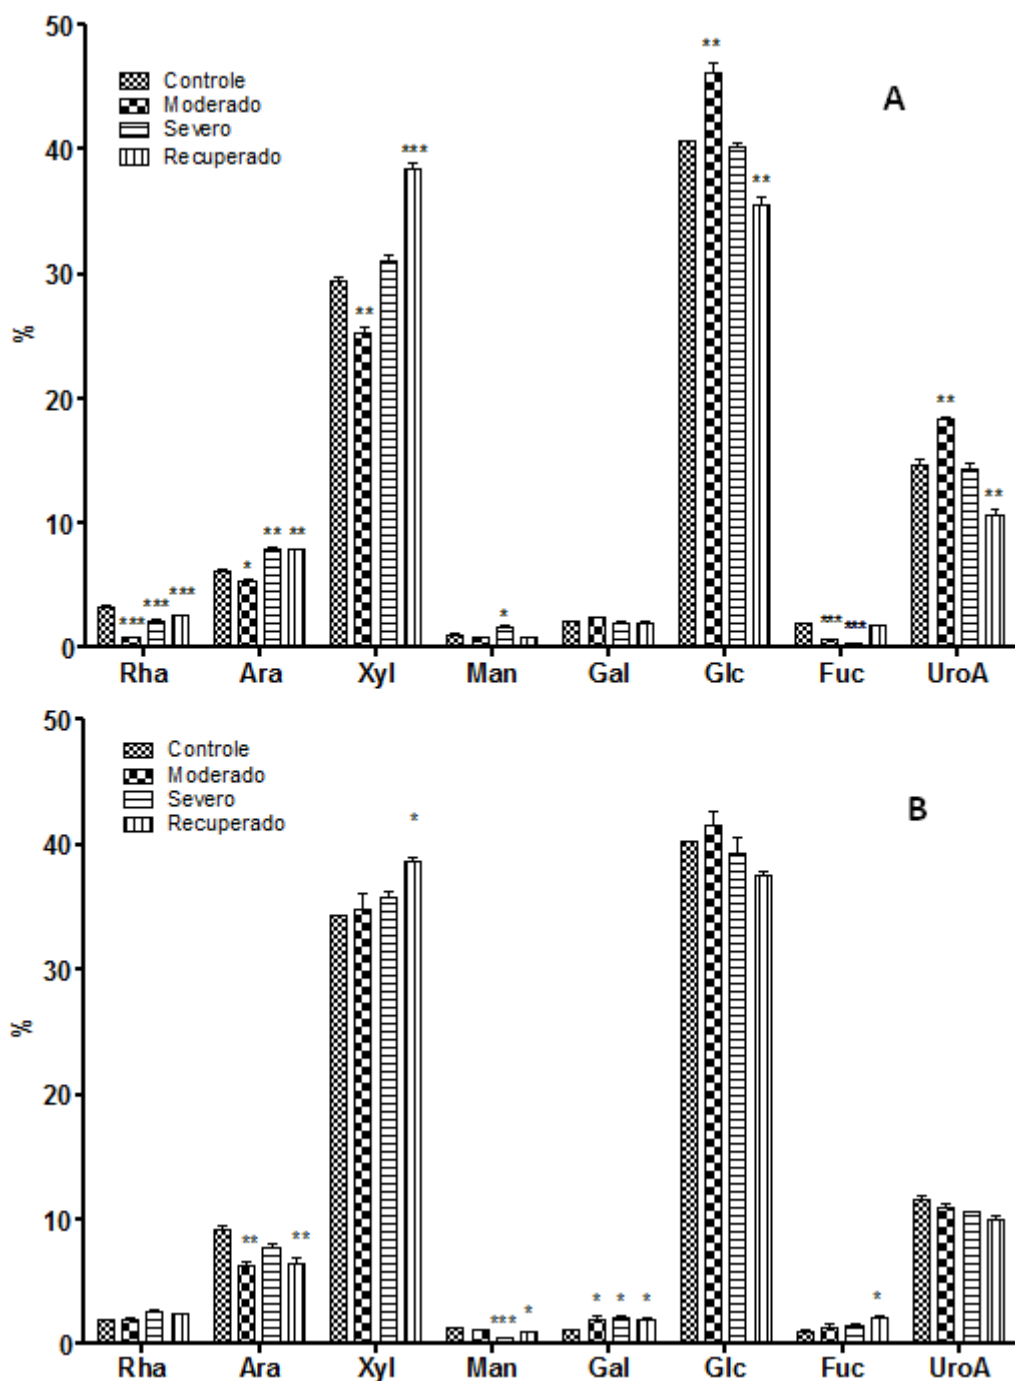 50
Controle
Moderado
Severo
Recuperado
A
**
***
40
**
30
**
%
20
**
**
10
** **
*
***
***
***
*
*** ***
0
Rha Ara Xyl Man Gal Glc Fuc UroA
50
Controle
Moderado
Severo
Recuperado
B
*
40
30
%
20
10
** **
*** *
* * *
*
0
Rha Ara Xyl Man Gal Glc Fuc UroA